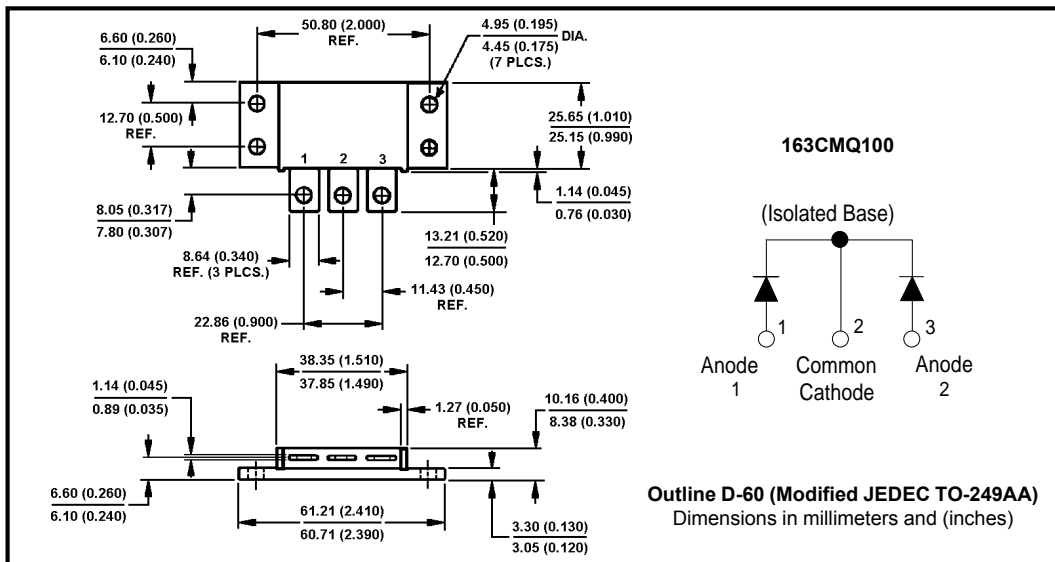 50.80 (2.000)
REF.
4.95 (0.195)
4.45 (0.175)
DIA.
(7 PLCS.)
6.60 (0.260)
6.10 (0.240)
12.70 (0.500)
REF.
25.65 (1.010)
25.15 (0.990)
1 2 3
1.14 (0.045)
0.76 (0.030)
8.05 (0.317)
7.80 (0.307)
13.21 (0.520)
12.70 (0.500)
8.64 (0.340)
REF. (3 PLCS.)
11.43 (0.450)
REF.
22.86 (0.900)
REF.
38.35 (1.510)
37.85 (1.490)
1.14 (0.045)
0.89 (0.035)
1.27 (0.050)
REF.
10.16 (0.400)
8.38 (0.330)
6.60 (0.260)
6.10 (0.240)
61.21 (2.410)
60.71 (2.390)
3.30 (0.130)
3.05 (0.120)
163CMQ100
(Isolated Base)
1 2 3
Anode
1
Common
Cathode
Anode
2
Outline D-60 (Modified JEDEC TO-249AA)
Dimensions in millimeters and (inches)